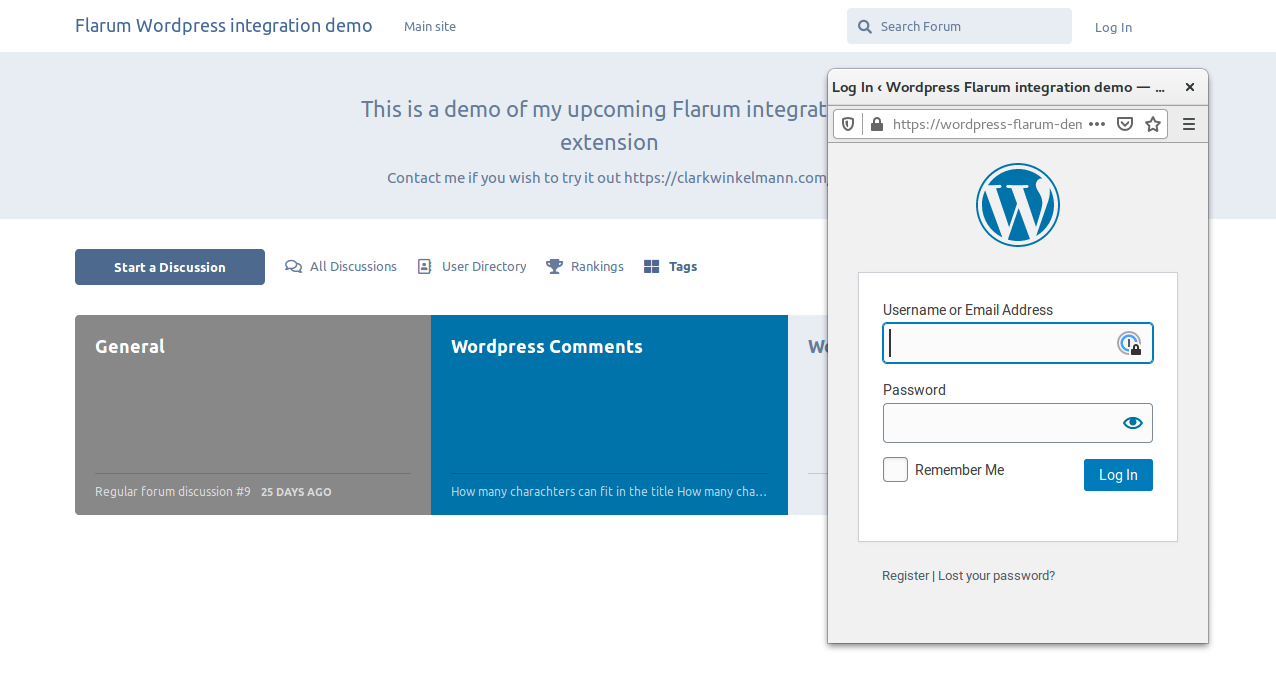 Flarum Wordpress integration demo
Main site
Search Forum
Log In
This is a demo of my upcoming Flarum integrat
extension
Contact me if you wish to try it out https://clarkwinkelmann.com/
Start a Discussion
All Discussions
User Directory
Rankings
Tags
General
Regular forum discussion #9 25 DAYS AGO
Wordpress Comments
How many charachters can fit in the title How many cha…
Log In ‹ Wordpress Flarum integration demo — …
https://wordpress-flarum-den
Username or Email Address
Password
Remember Me
Log In
Register | Lost your password?